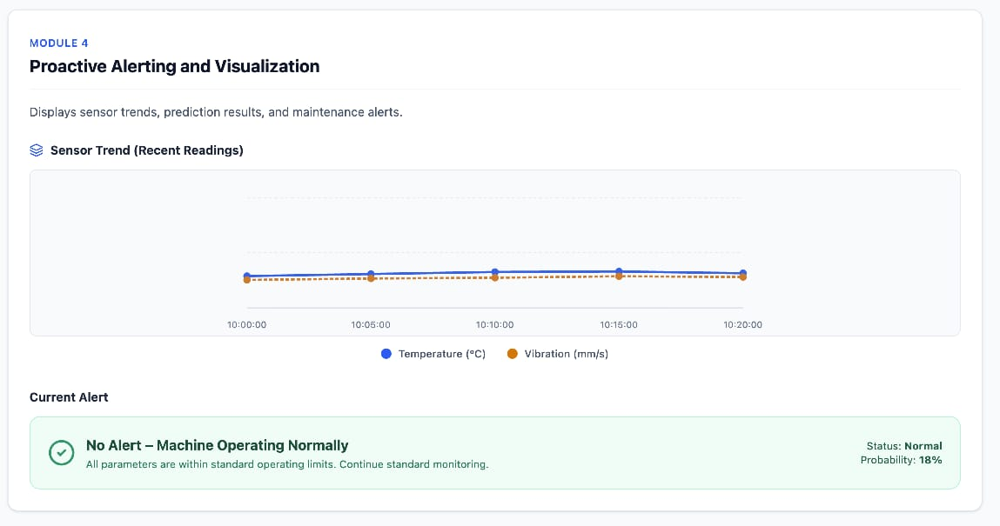 MODULE 4
Proactive Alerting and Visualization
Displays sensor trends, prediction results, and maintenance alerts.
Sensor Trend (Recent Readings)
10:00:00 10:05:00 10:10:00 10:15:00 10:20:00
Temperature (°C) Vibration (mm/s)
Current Alert
No Alert – Machine Operating Normally
All parameters are within standard operating limits. Continue standard monitoring.
Status: Normal
Probability: 18%